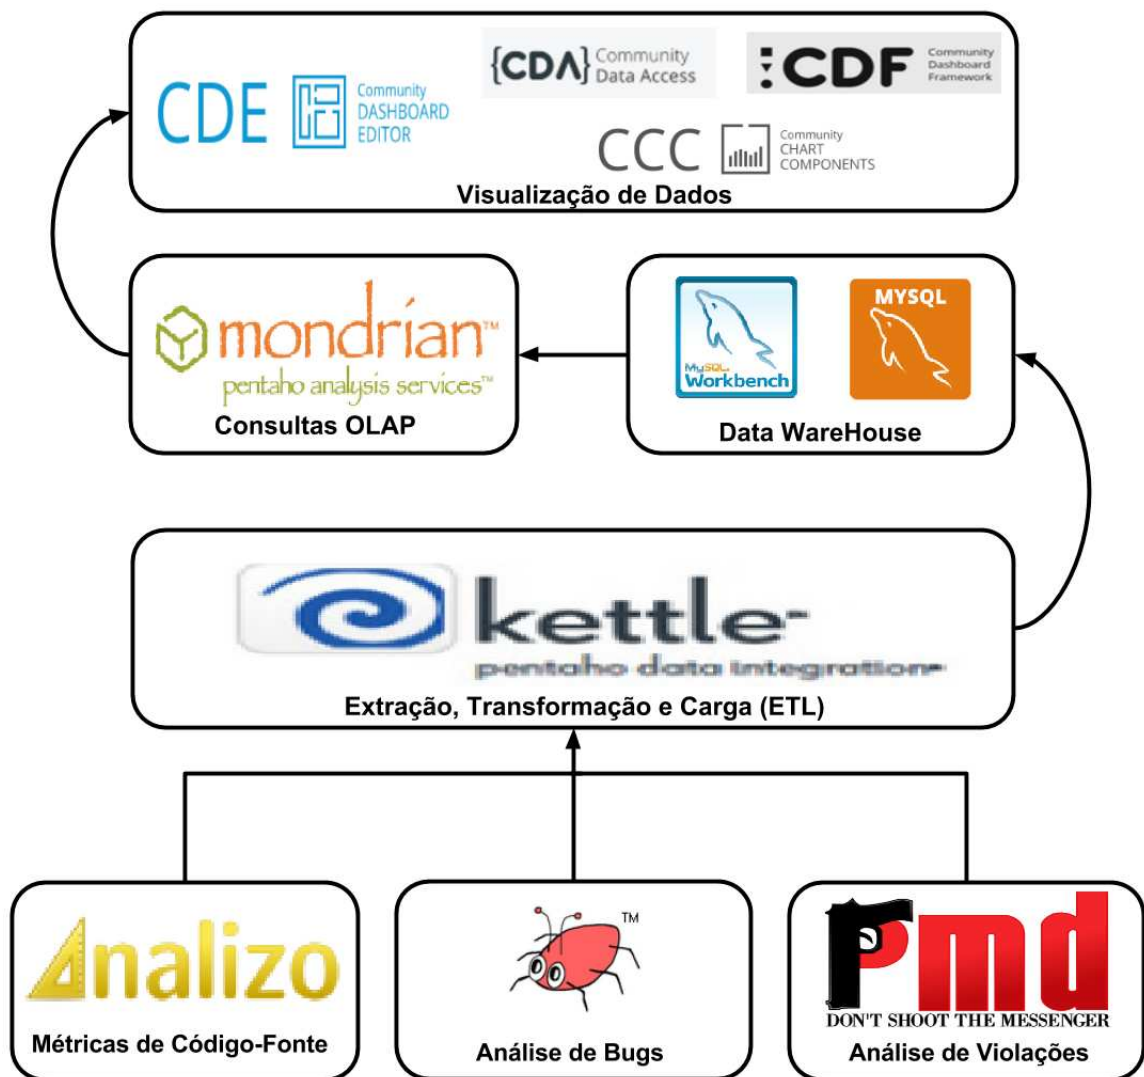 {CDA} Community
Data Access
CDF Community
Dashboard
Framework
CDE Community
DASHBOARD
EDITOR
CCC Community
CHART
COMPONENTS
Visualização de Dados
mondrian™
pentaho analysis services™
Consultas OLAP
MySQL
Workbench
MYSQL
Data WareHouse
kettle™
pentaho data integration™
Extração, Transformação e Carga (ETL)
Analizo
Métricas de Código-Fonte
TM
Análise de Bugs
Pmd
DON'T SHOOT THE MESSENGER
Análise de Violações